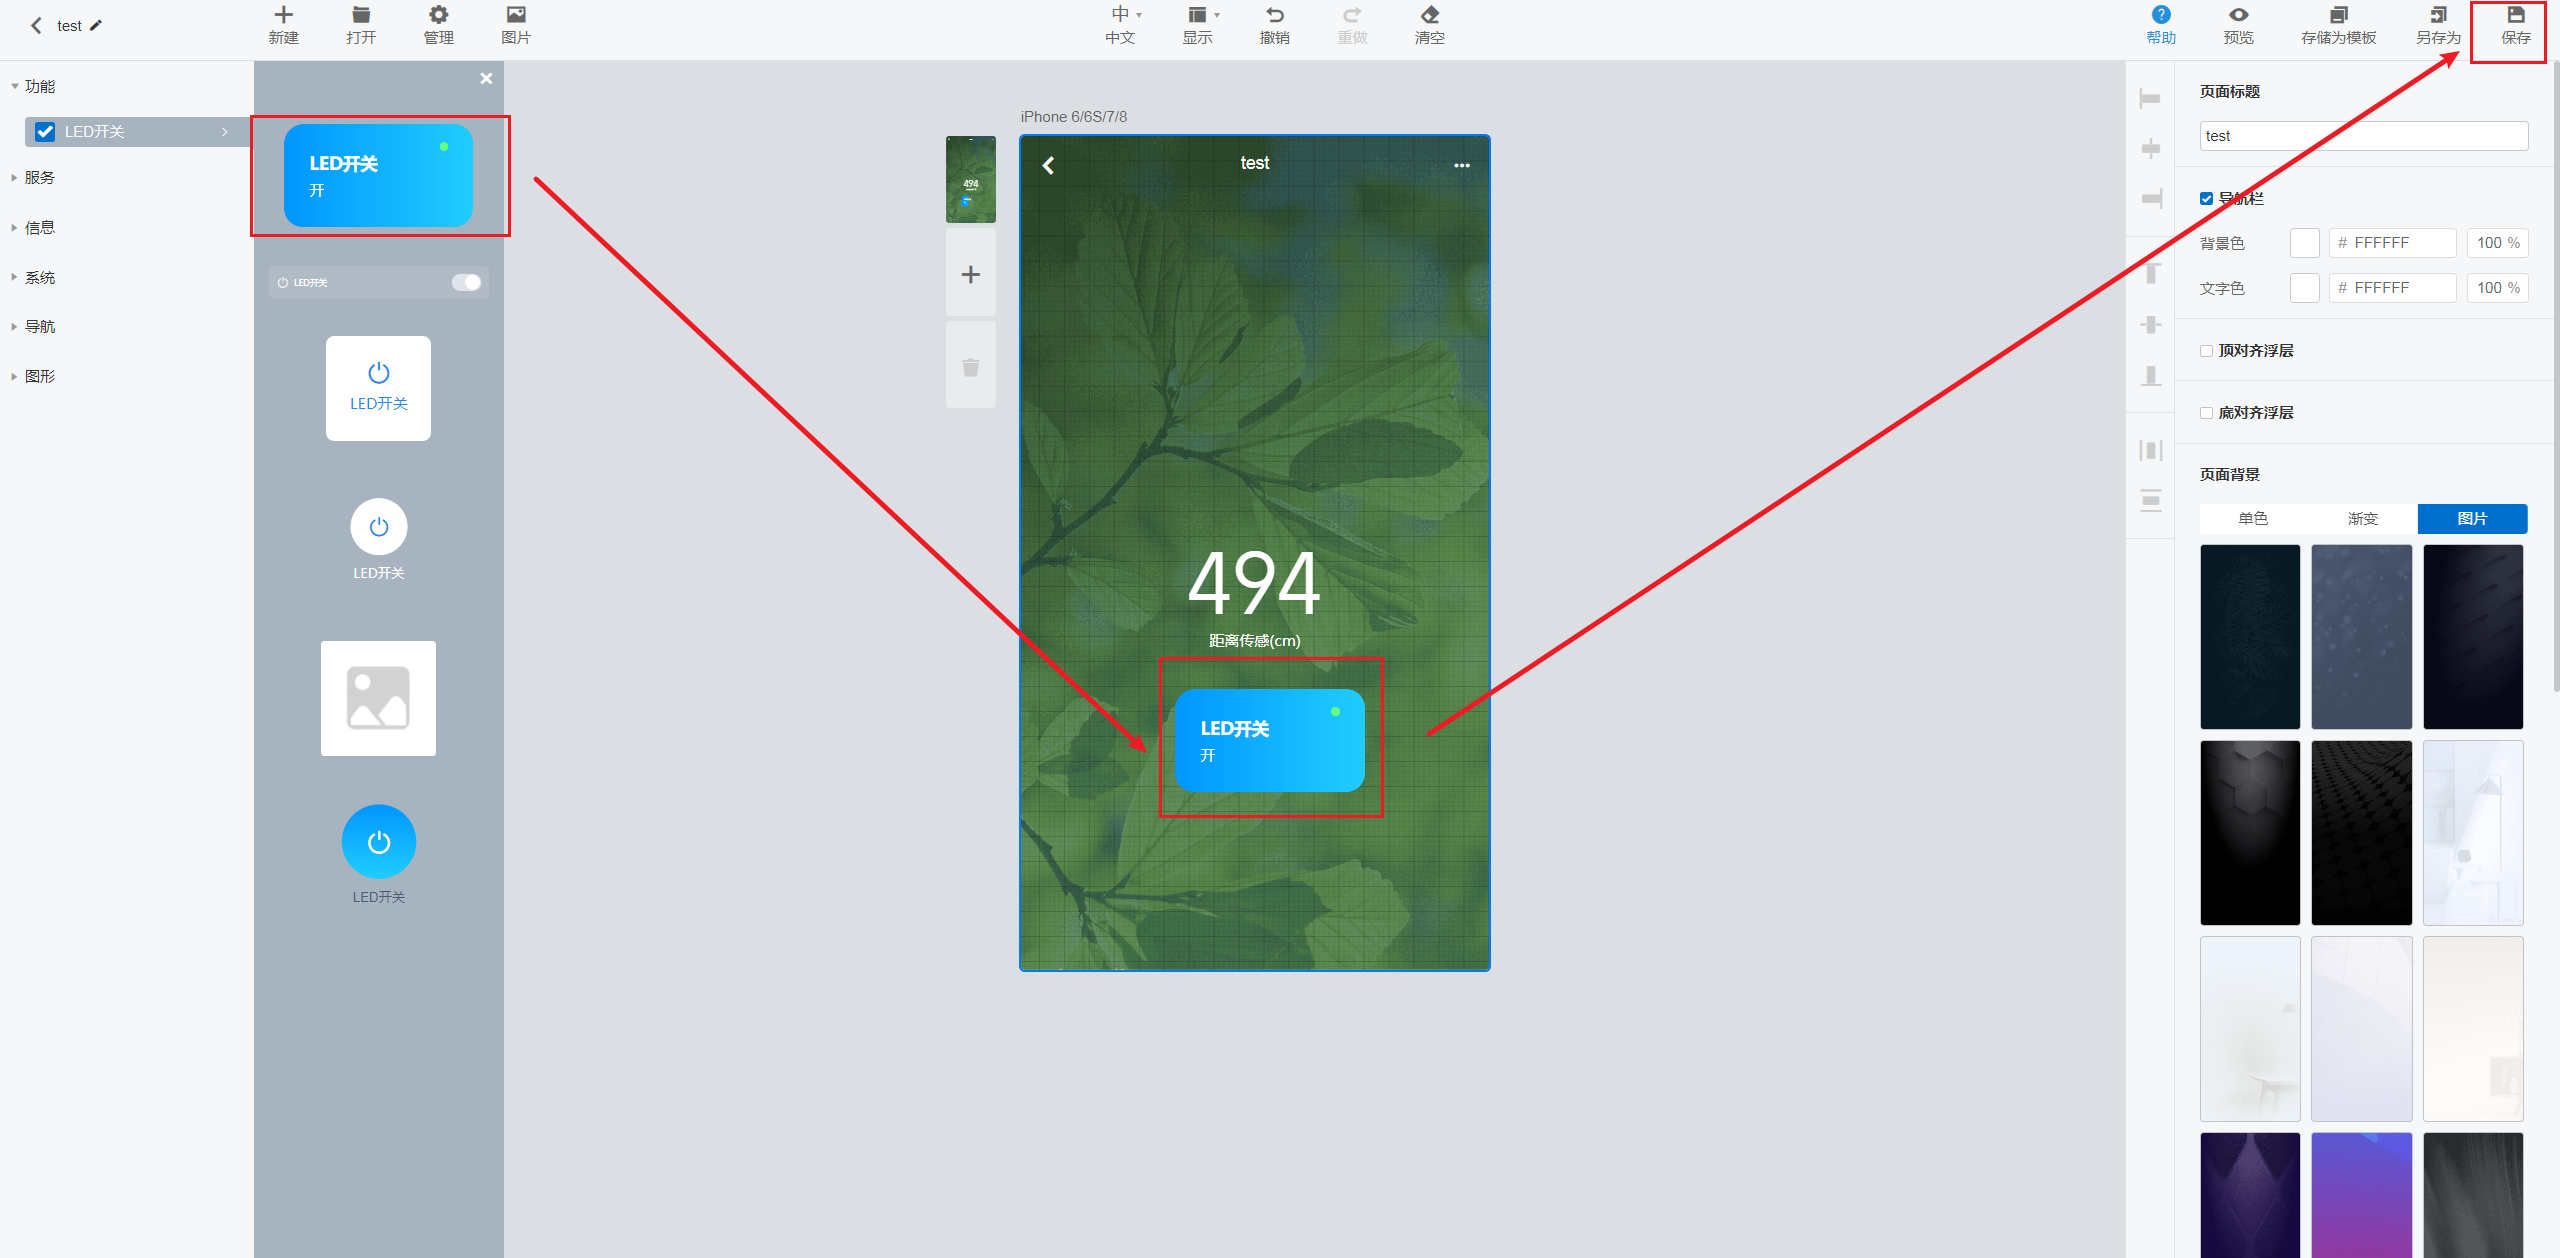 test
新建
打开
管理
图片
中
中文
显示
撤销
重做
清空
帮助
预览
存储为模板
另存为
保存
功能
LED开关
服务
信息
系统
导航
图形
LED开关
开
LED开关
LED开关
LED开关
LED开关
iPhone 6/6S/7/8
494
test
494
距离传感(cm)
LED开关
开
页面标题
test
导航栏
背景色
# FFFFFF
100 %
文字色
# FFFFFF
100 %
顶对齐浮层
底对齐浮层
页面背景
单色
渐变
图片